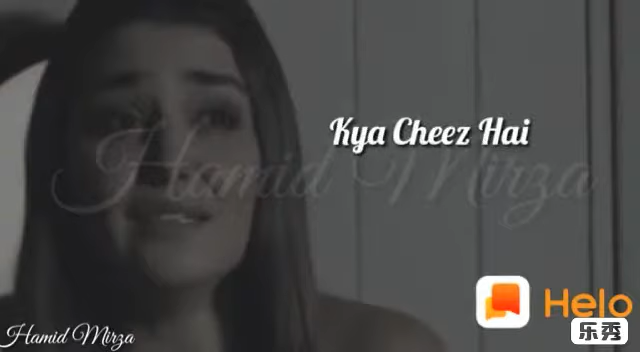 Kya Cheez Hai
Hamid Mirza
Helo
乐秀
Hamid Mirza